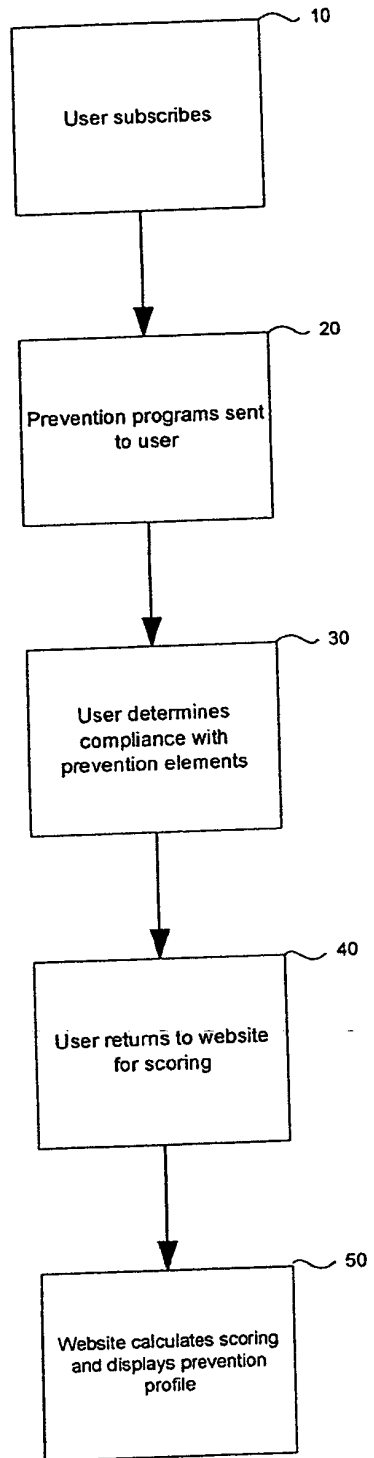 10
User subscribes
20
Prevention programs sent
to user
30
User determines
compliance with
prevention elements
40
User returns to website
for scoring
50
Website calculates scoring
and displays prevention
profile